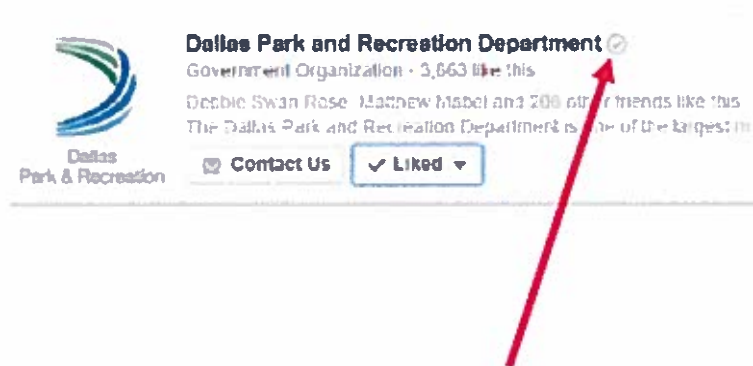 Dallas Park and Recreation Department
Government Organization · 3,663 like this
Debbie Swan Rose, Matthew Mabel and 206 other friends like this
The Dallas Park and Recreation Department is one of the largest
Dallas
Park & Recreation
Contact Us
Liked